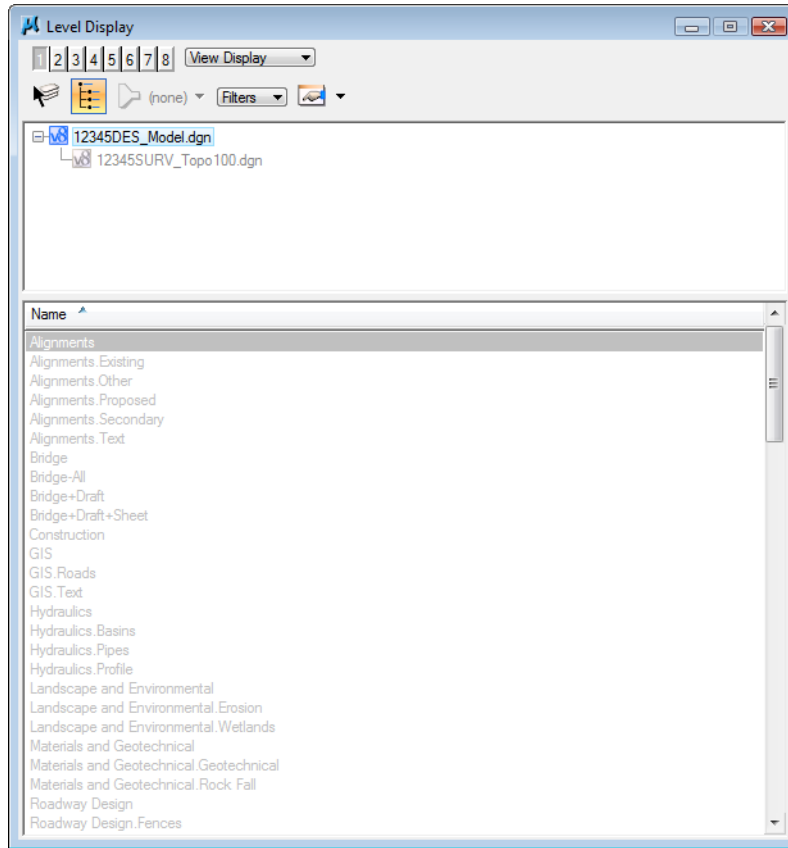 Level Display
1 2 3 4 5 6 7 8 View Display
(none) Filters
v8 12345DES_Model.dgn
v8 12345SURV_Topo100.dgn
Name
Alignments
Alignments.Existing
Alignments.Other
Alignments.Proposed
Alignments.Secondary
Alignments.Text
Bridge
Bridge-All
Bridge+Draft
Bridge+Draft+Sheet
Construction
GIS
GIS.Roads
GIS.Text
Hydraulics
Hydraulics.Basins
Hydraulics.Pipes
Hydraulics.Profile
Landscape and Environmental
Landscape and Environmental.Erosion
Landscape and Environmental.Wetlands
Materials and Geotechnical
Materials and Geotechnical.Geotechnical
Materials and Geotechnical.Rock Fall
Roadway Design
Roadway Design.Fences